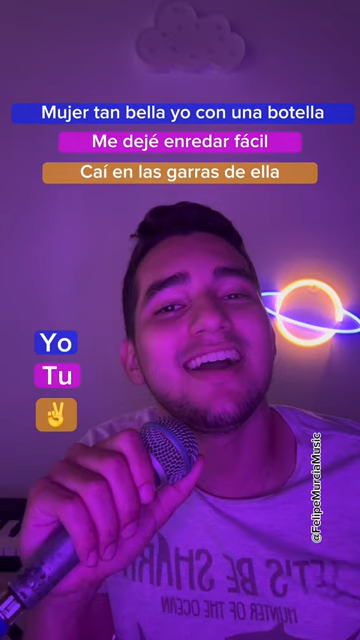 Mujer tan bella yo con una botella
Me dejé enredar fácil
Caí en las garras de ella
Yo
Tu
✌️
@FelipeMurciaMusic
LET'S BE SHARK
HUNTER OF THE OCEAN